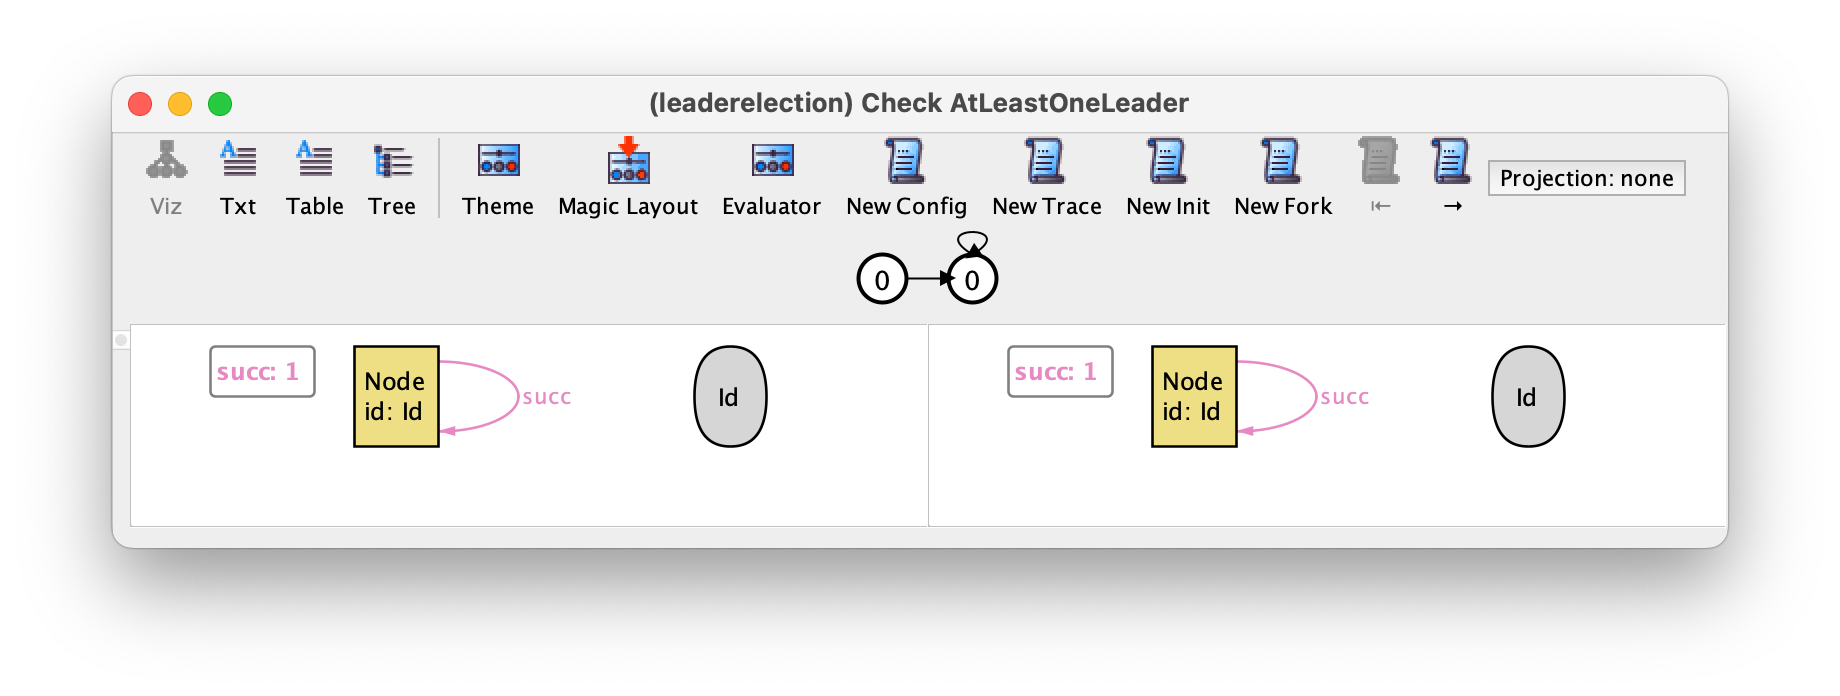 (leaderelection) Check AtLeastOneLeader
Viz Txt Table Tree Theme Magic Layout Evaluator New Config New Trace New Init New Fork ⇤ → Projection: none
0 0
succ: 1
Node
id: Id
succ
Id
succ: 1
Node
id: Id
succ
Id